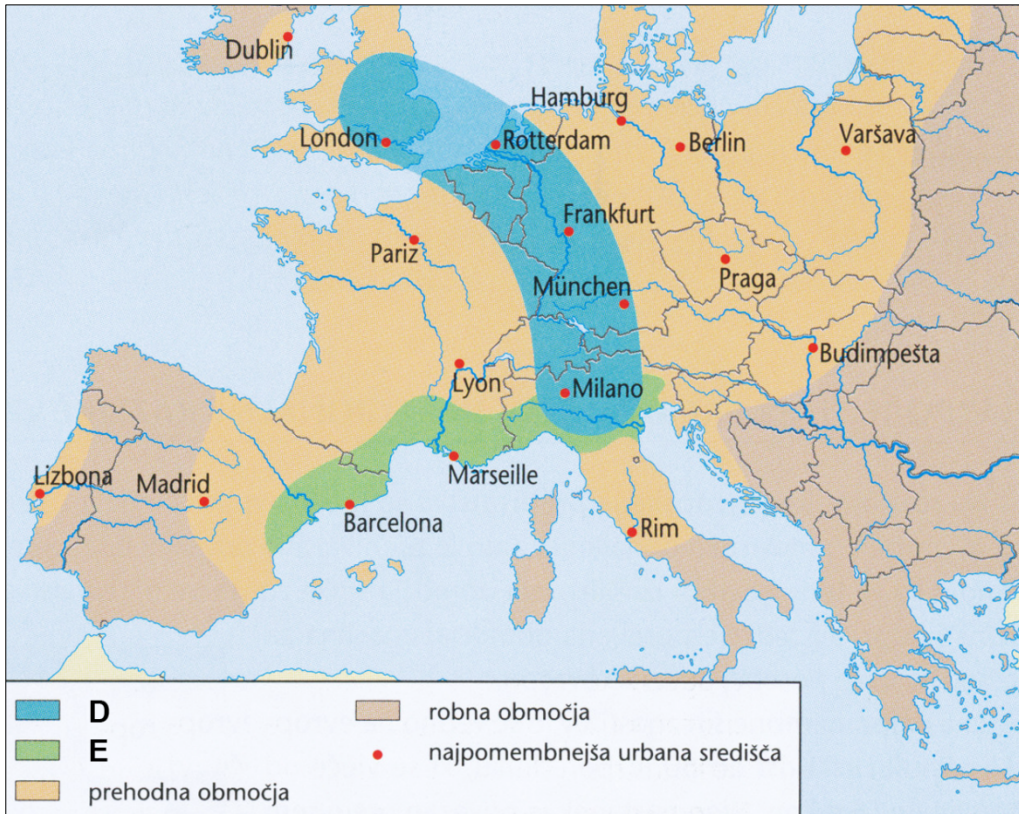 Dublin
Hamburg
London
Rotterdam
Berlin
Varšava
Pariz
Frankfurt
Praga
München
Budimpešta
Lyon
Milano
Lizbona
Madrid
Marseille
Barcelona
Rim
D
E
prehodna območja
robna območja
najpomembnejša urbana središča